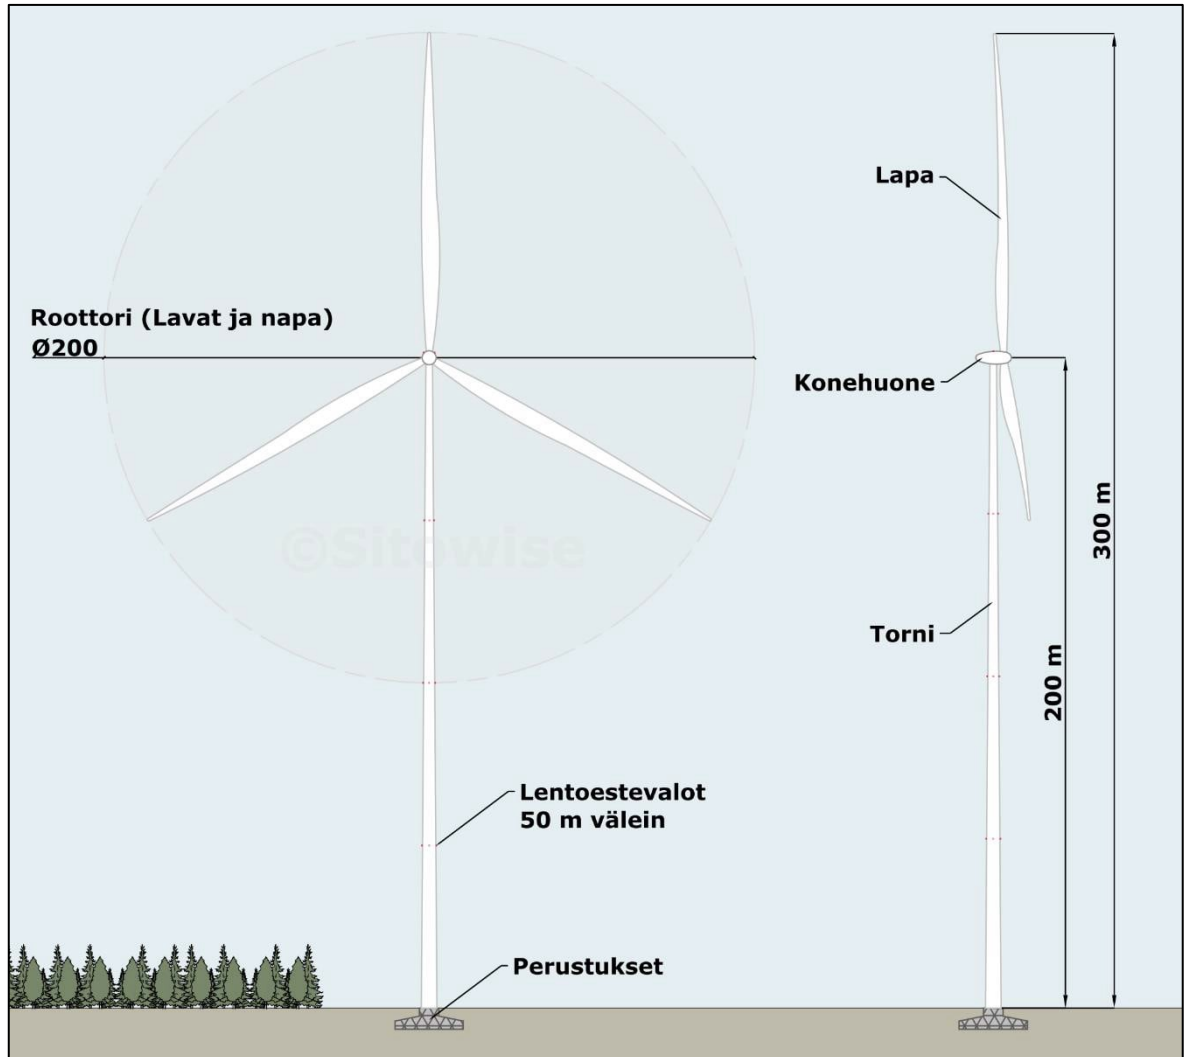 Lapa
Roottori (Lavat ja napa)
Ø200
Konehuone
300 m
©Sitowise
Torni
200 m
Lentoestevalot
50 m välein
Perustukset